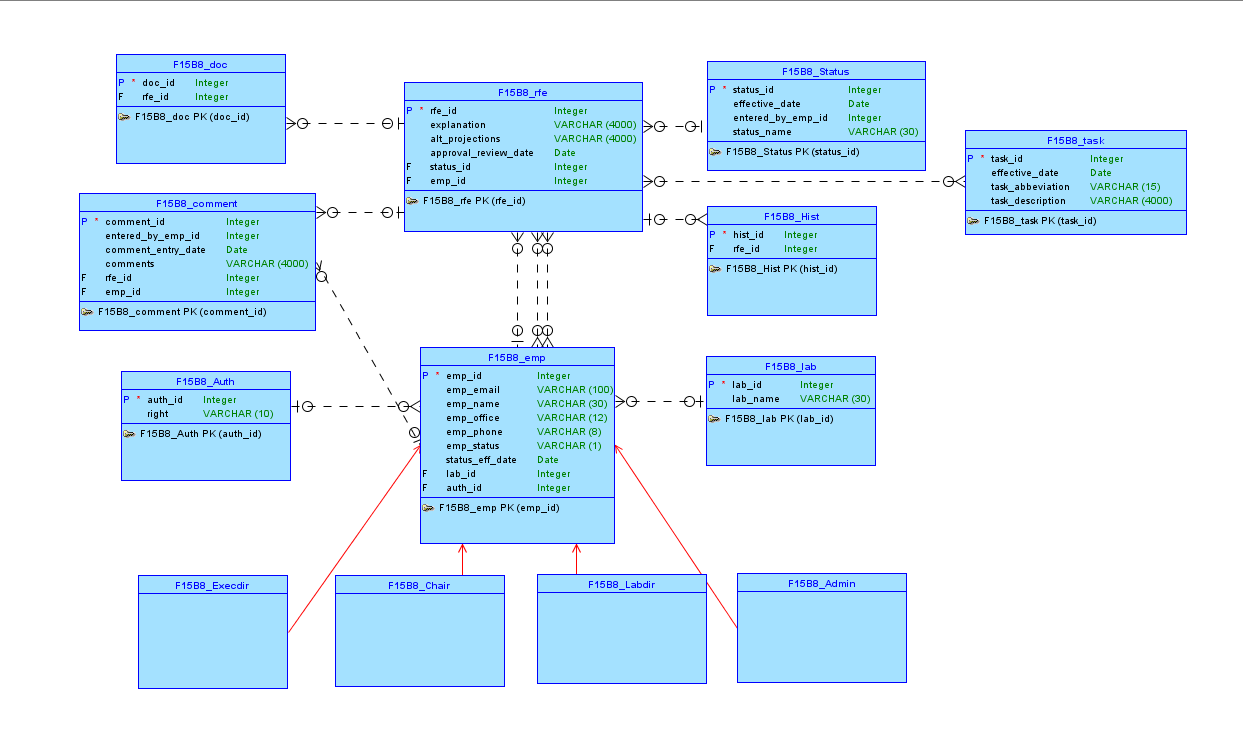 F15B8_doc
P * doc_id Integer
F rfe_id Integer
F15B8_doc PK (doc_id)
F15B8_rfe
P * rfe_id Integer
explanation VARCHAR (4000)
alt_projections VARCHAR (4000)
approval_review_date Date
F status_id Integer
F emp_id Integer
F15B8_rfe PK (rfe_id)
F15B8_Status
P * status_id Integer
effective_date Date
entered_by_emp_id Integer
status_name VARCHAR (30)
F15B8_Status PK (status_id)
F15B8_task
P * task_id Integer
effective_date Date
task_abbeviation VARCHAR (15)
task_description VARCHAR (4000)
F15B8_task PK (task_id)
F15B8_comment
P * comment_id Integer
entered_by_emp_id Integer
comment_entry_date Date
comments VARCHAR (4000)
F rfe_id Integer
F emp_id Integer
F15B8_comment PK (comment_id)
F15B8_Hist
P * hist_id Integer
F rfe_id Integer
F15B8_Hist PK (hist_id)
F15B8_Auth
P * auth_id Integer
right VARCHAR (10)
F15B8_Auth PK (auth_id)
F15B8_emp
P * emp_id Integer
emp_email VARCHAR (100)
emp_name VARCHAR (30)
emp_office VARCHAR (12)
emp_phone VARCHAR (8)
emp_status VARCHAR (1)
status_eff_date Date
F lab_id Integer
F auth_id Integer
F15B8_emp PK (emp_id)
F15B8_lab
P * lab_id Integer
lab_name VARCHAR (30)
F15B8_lab PK (lab_id)
F15B8_Execdir
F15B8_Chair
F15B8_Labdir
F15B8_Admin